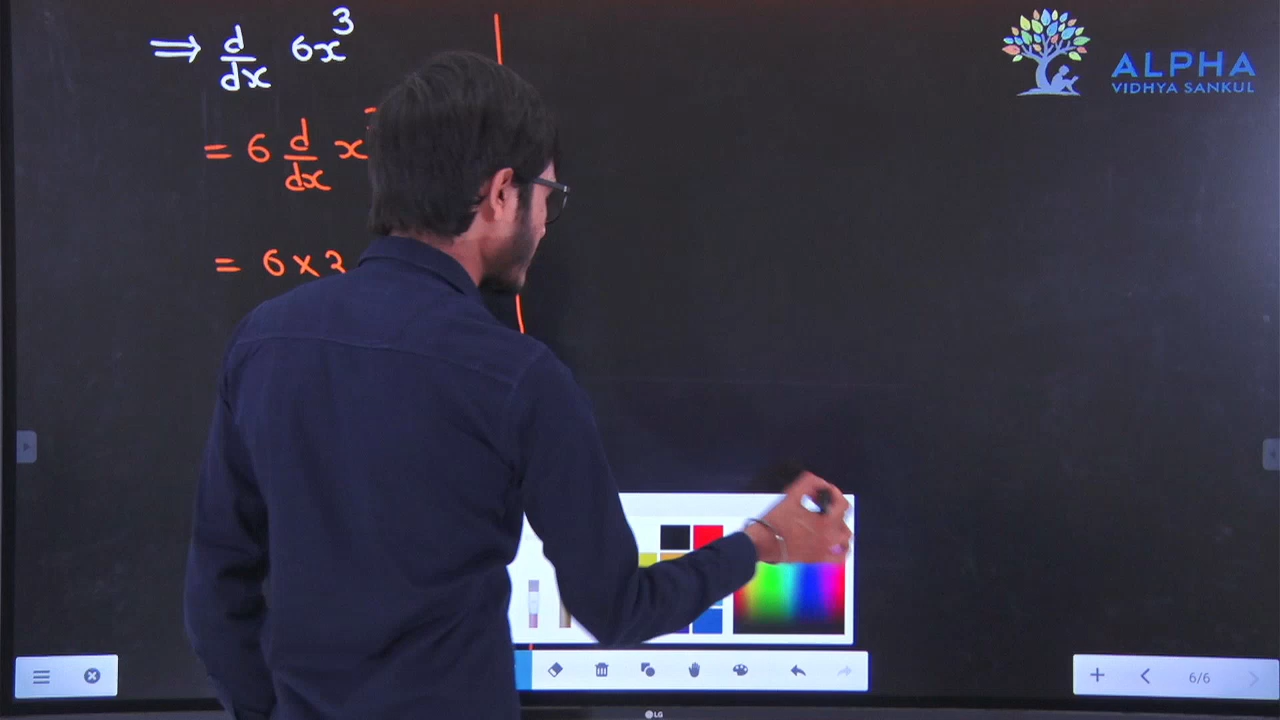 ⇒ d/dx 6x³
= 6 d/dx x
= 6 × 3
ALPHA
VIDHYA SANKUL
6/6
LG